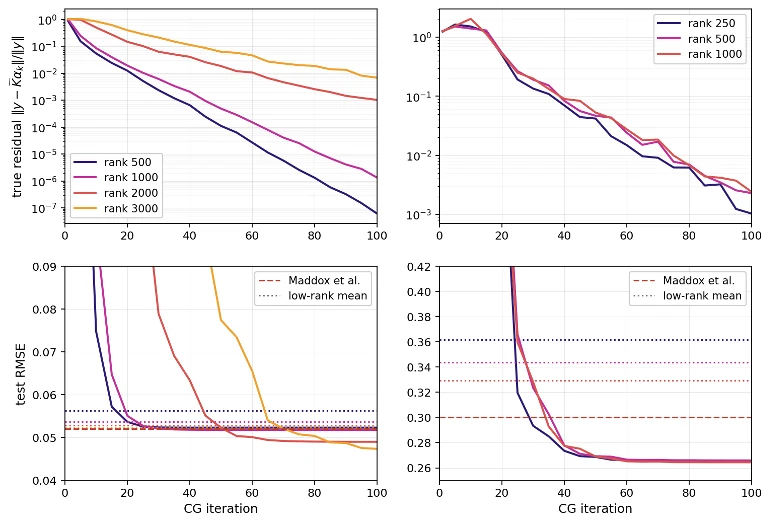 true residual ‖y − K̃α_k‖/‖y‖
10⁰
10⁻¹
10⁻²
10⁻³
10⁻⁴
10⁻⁵
10⁻⁶
10⁻⁷
rank 500
rank 1000
rank 2000
rank 3000
0 20 40 60 80 100
10⁰
10⁻¹
10⁻²
10⁻³
rank 250
rank 500
rank 1000
0 20 40 60 80 100
test RMSE
0.09
0.08
0.07
0.06
0.05
0.04
Maddox et al.
low-rank mean
0 20 40 60 80 100
CG iteration
0.42
0.40
0.38
0.36
0.34
0.32
0.30
0.28
0.26
Maddox et al.
low-rank mean
0 20 40 60 80 100
CG iteration